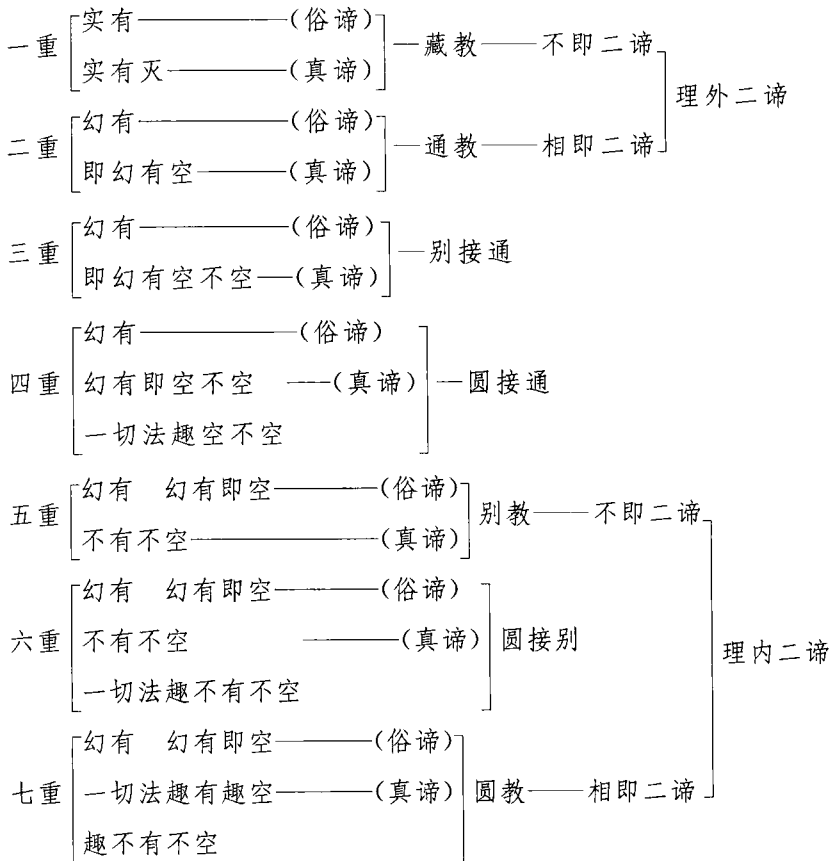 实有————(俗谛)
一重 藏教——不即二谛
实有灭————(真谛)
理外二谛
幻有————(俗谛)
二重 通教——相即二谛
即幻有空——(真谛)
幻有————(俗谛)
三重 别接通
即幻有空不空—(真谛)
幻有————(俗谛)
四重 幻有即空不空 —(真谛) 圆接通
一切法趣空不空
幻有 幻有即空————(俗谛)
五重 别教——不即二谛
不有不空————(真谛)
幻有 幻有即空————(俗谛)
六重 不有不空 ————(真谛) 圆接别
理内二谛
一切法趣不有不空
幻有 幻有即空————(俗谛)
七重 一切法趣有趣空————(真谛) 圆教——相即二谛
趣不有不空